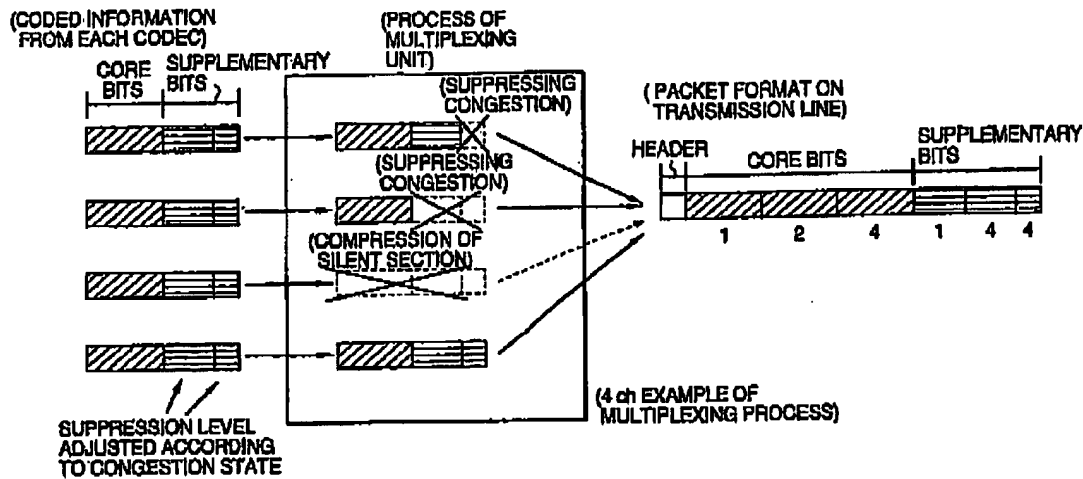 (CODED INFORMATION
FROM EACH CODEC)
CORE
BITS
SUPPLEMENTARY
BITS
(PROCESS OF
MULTIPLEXING
UNIT)
(SUPPRESSING
CONGESTION)
(SUPPRESSING
CONGESTION)
(COMPRESSION OF
SILENT SECTION)
(PACKET FORMAT ON
TRANSMISSION LINE)
HEADER
CORE BITS
SUPPLEMENTARY
BITS
1 2 4 1 4 4
(4 ch EXAMPLE OF
MULTIPLEXING PROCESS)
SUPPRESSION LEVEL
ADJUSTED ACCORDING
TO CONGESTION STATE